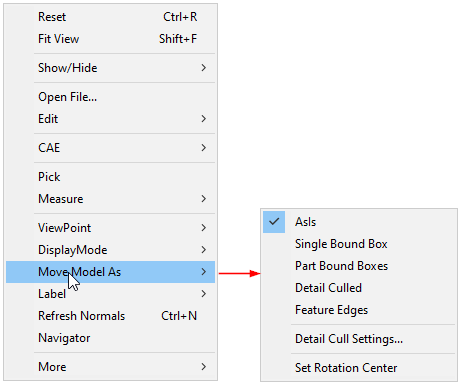 Reset Ctrl+R
Fit View Shift+F
Show/Hide
Open File...
Edit
CAE
Pick
Measure
ViewPoint
DisplayMode
Move Model As
Label
Refresh Normals Ctrl+N
Navigator
More
AsIs
Single Bound Box
Part Bound Boxes
Detail Culled
Feature Edges
Detail Cull Settings...
Set Rotation Center